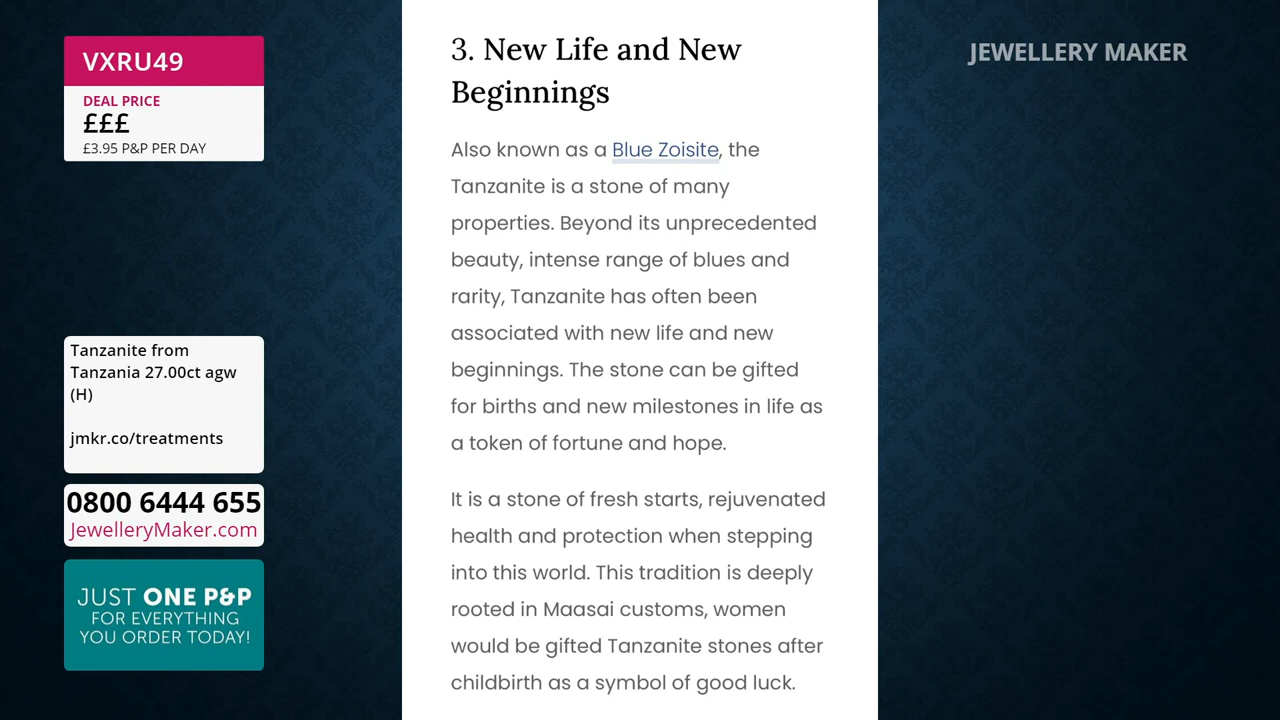 VXRU49
DEAL PRICE
£££
£3.95 P&P PER DAY
Tanzanite from
Tanzania 27.00ct agw
(H)
jmkr.co/treatments
0800 6444 655
JewelleryMaker.com
JUST ONE P&P
FOR EVERYTHING
YOU ORDER TODAY!
3. New Life and New
Beginnings
Also known as a Blue Zoisite, the
Tanzanite is a stone of many
properties. Beyond its unprecedented
beauty, intense range of blues and
rarity, Tanzanite has often been
associated with new life and new
beginnings. The stone can be gifted
for births and new milestones in life as
a token of fortune and hope.
It is a stone of fresh starts, rejuvenated
health and protection when stepping
into this world. This tradition is deeply
rooted in Maasai customs, women
would be gifted Tanzanite stones after
childbirth as a symbol of good luck.
JEWELLERY MAKER